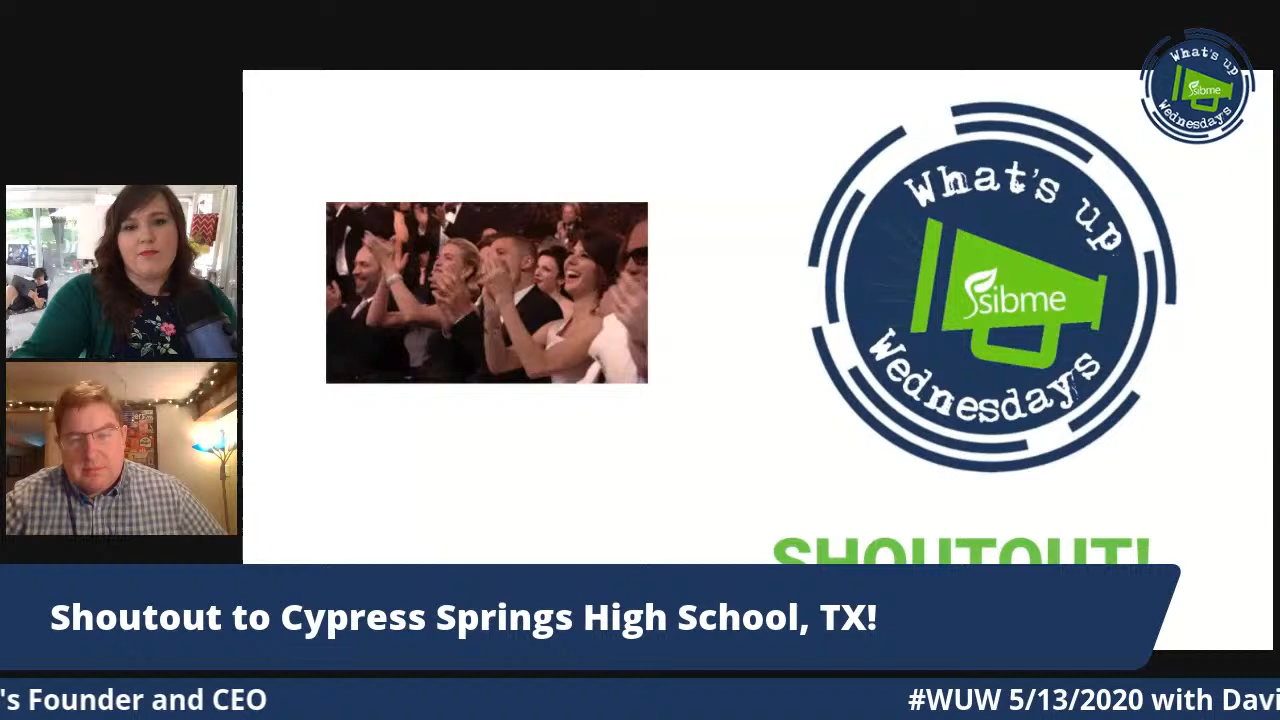 What's up
sibme
Wednesdays
What's up
sibme
Wednesdays
SHOUTOUT!
Shoutout to Cypress Springs High School, TX!
's Founder and CEO
#WUW 5/13/2020 with Davi